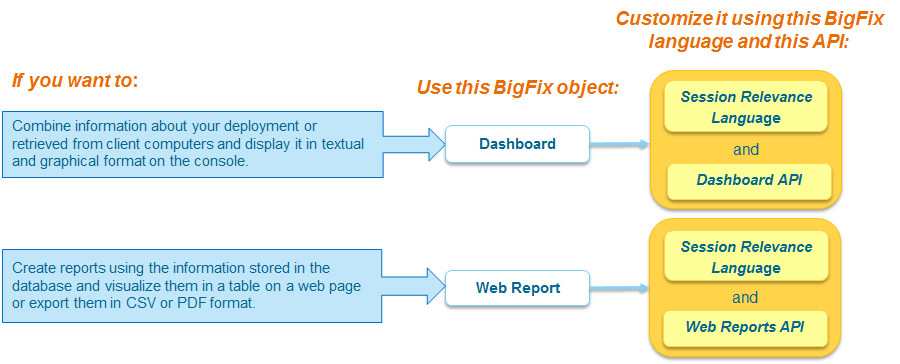 Customize it using this BigFix
language and this API:
If you want to:
Use this BigFix object:
Combine information about your deployment or
retrieved from client computers and display it in textual
and graphical format on the console.
Dashboard
Session Relevance
Language
and
Dashboard API
Create reports using the information stored in the
database and visualize them in a table on a web page
or export them in CSV or PDF format.
Web Report
Session Relevance
Language
and
Web Reports API